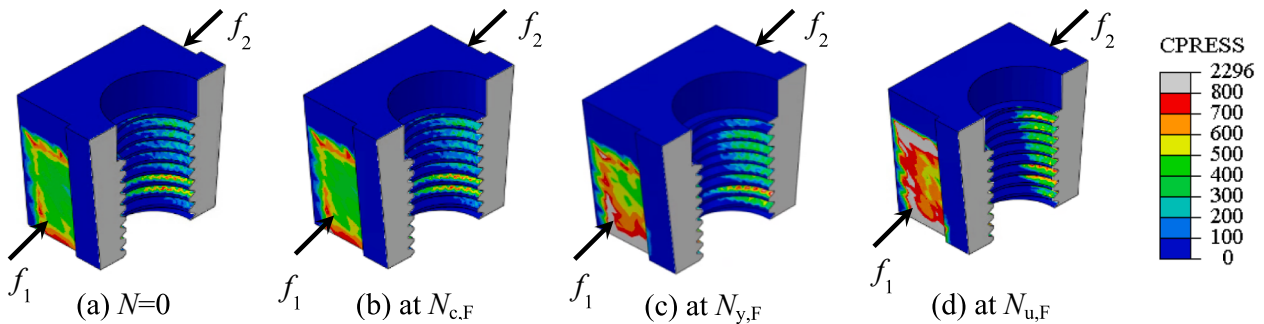 f2
f2
f2
f2
CPRESS
2296
800
700
600
500
400
300
200
100
0
f1
f1
f1
f1
(a) N=0
(b) at Nc,F
(c) at Ny,F
(d) at Nu,F